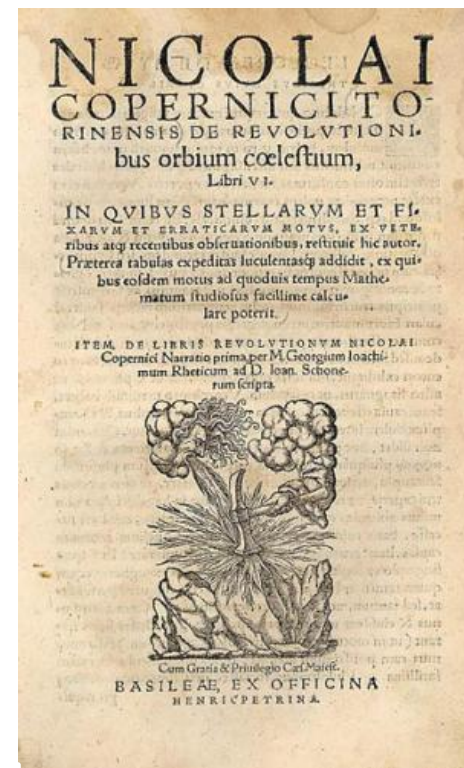 NICOLAI
COPERNICI TO-
RINENSIS DE REVOLVTIONI-
bus orbium cœlestium,
Libri VI.
IN QVIBVS STELLARVM ET FI-
XARVM ET ERRATICARVM MOTVS, EX VETE-
ribus atq; recentibus obseruationibus, restituit hic autor.
Præterea tabulas expeditas luculentasq; addidit, ex qui-
bus eosdem motus ad quoduis tempus Mathe-
matum studiosus facillime calcu-
lare poterit.
ITEM, DE LIBRIS REVOLVTIONVM NICOLAI
Copernici Narratio prima, per M. Georgium Ioachi-
mum Rheticum ad D. Ioan. Schone-
rum scripta.
Cum Gratia & Priuilegio Cæs. Maiest.
BASILEAE, EX OFFICINA
HENRICPETRINA.